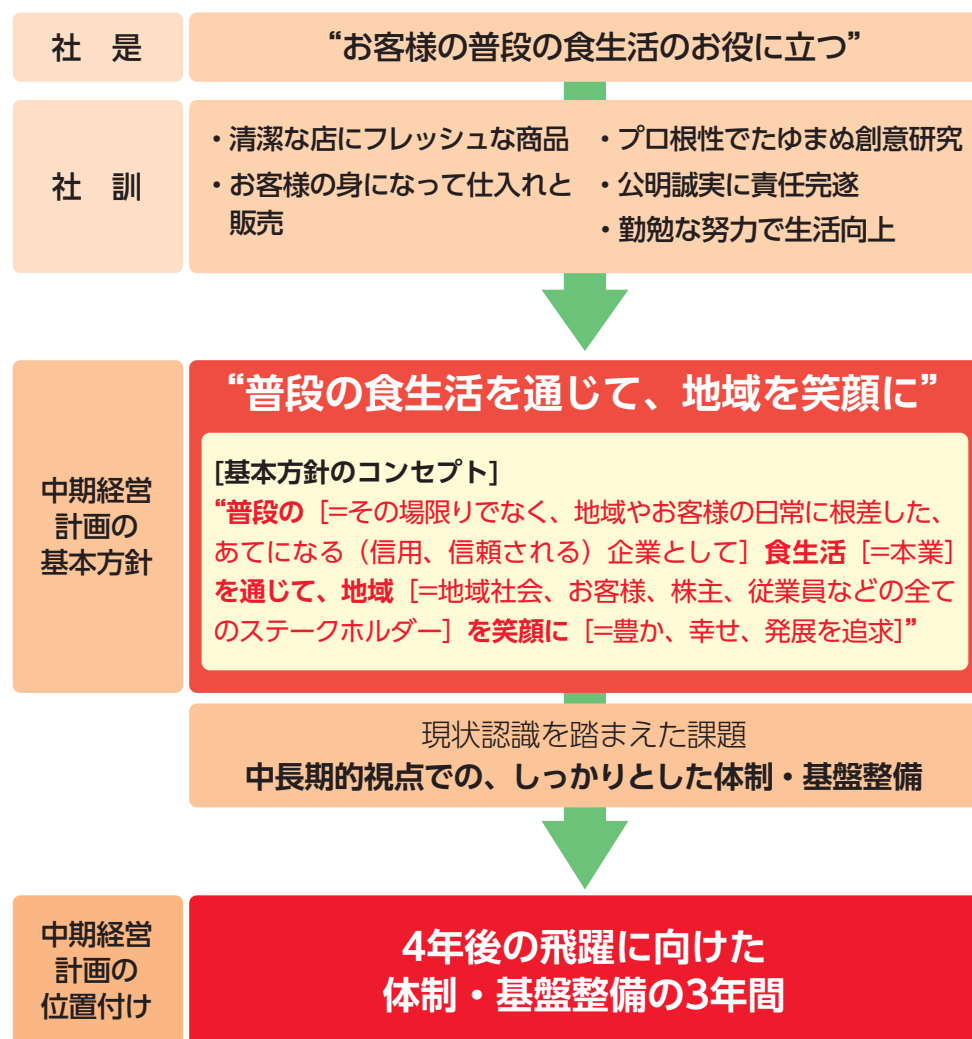 社 是
“お客様の普段の食生活のお役に立つ”
社 訓
・清潔な店にフレッシュな商品
・お客様の身になって仕入れと
販売
・プロ根性でたゆまぬ創意研究
・公明誠実に責任完遂
・勤勉な努力で生活向上
中期経営
計画の
基本方針
“普段の食生活を通じて、地域を笑顔に”
[基本方針のコンセプト]
“普段の［=その場限りでなく、地域やお客様の日常に根差した、
あてになる（信用、信頼される）企業として］食生活［=本業］
を通じて、地域［=地域社会、お客様、株主、従業員などの全て
のステークホルダー］を笑顔に［=豊か、幸せ、発展を追求］”
現状認識を踏まえた課題
中長期的視点での、しっかりとした体制・基盤整備
中期経営
計画の
位置付け
4年後の飛躍に向けた
体制・基盤整備の3年間